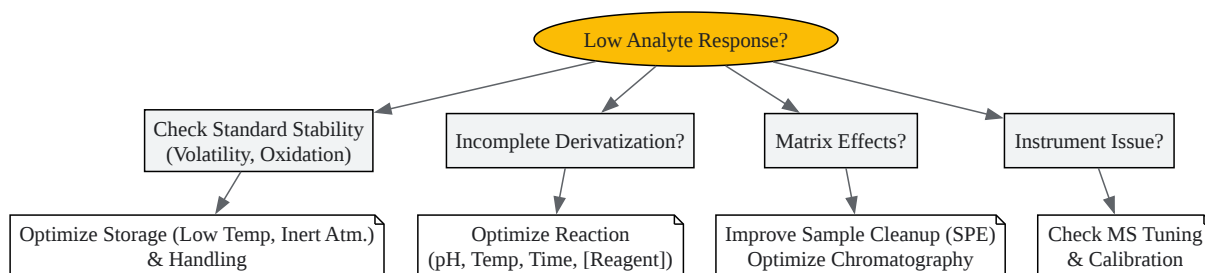 Low Analyte Response?
Check Standard Stability
(Volatility, Oxidation)
Incomplete Derivatization?
Matrix Effects?
Instrument Issue?
Optimize Storage (Low Temp, Inert Atm.)
& Handling
Optimize Reaction
(pH, Temp, Time, [Reagent])
Improve Sample Cleanup (SPE)
Optimize Chromatography
Check MS Tuning
& Calibration